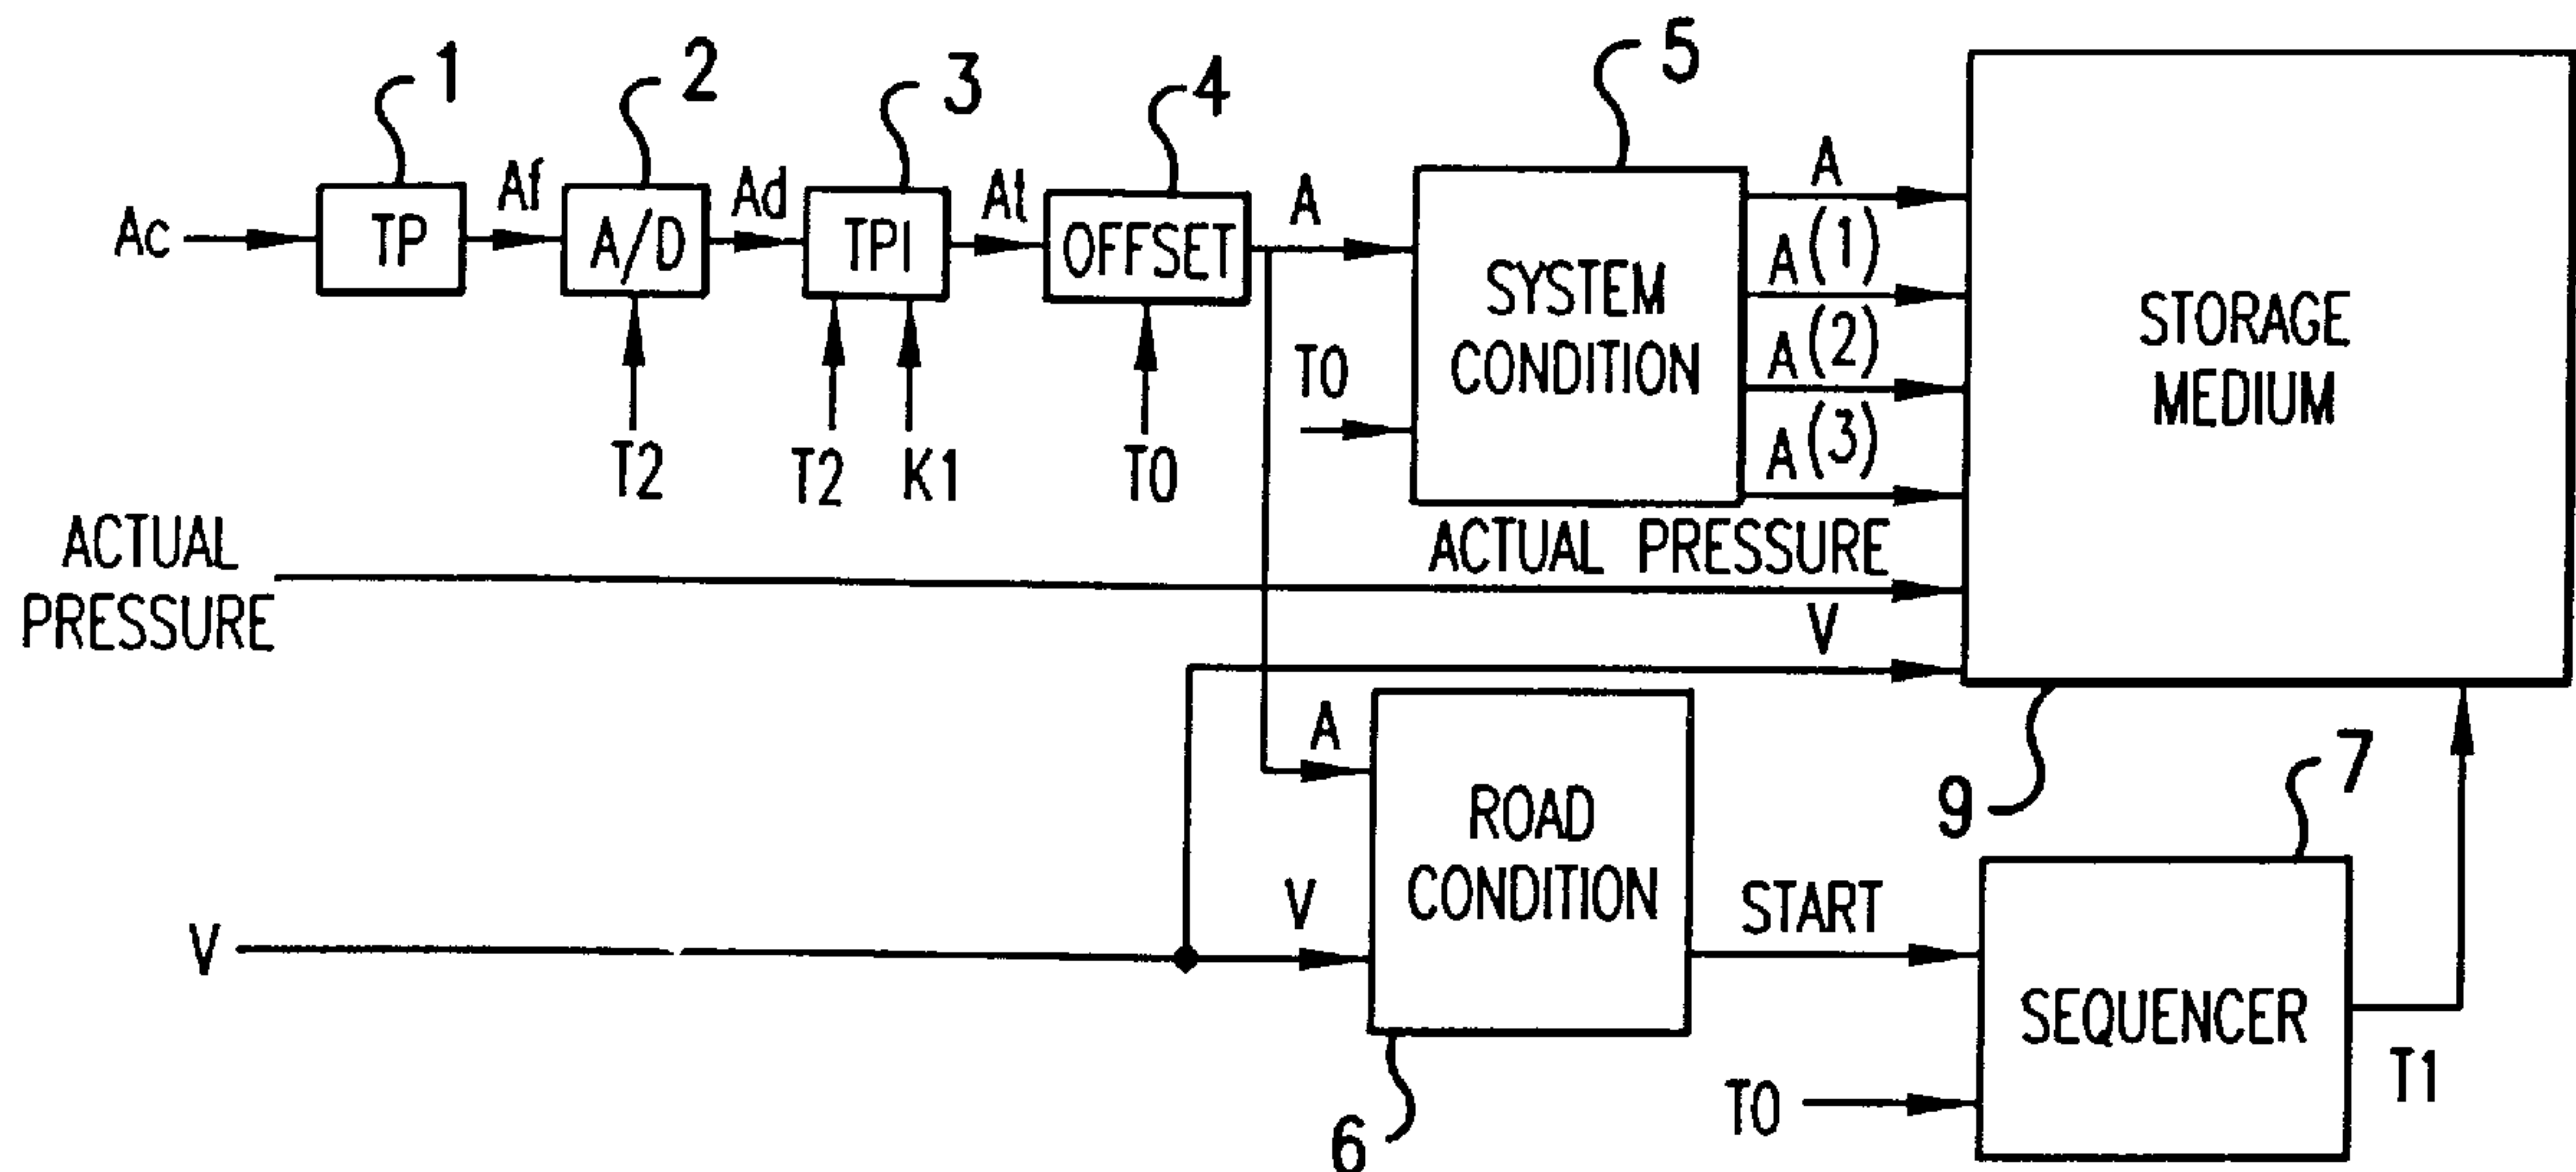 1
2
3
4
5
Ac
TP
Af
A/D
Ad
TP1
At
OFFSET
A
SYSTEM
CONDITION
A
A(1)
A(2)
A(3)
STORAGE
MEDIUM
T2
T2
K1
T0
T0
ACTUAL
PRESSURE
ACTUAL PRESSURE
V
A
ROAD
CONDITION
9
7
V
V
START
SEQUENCER
T0
T1
6